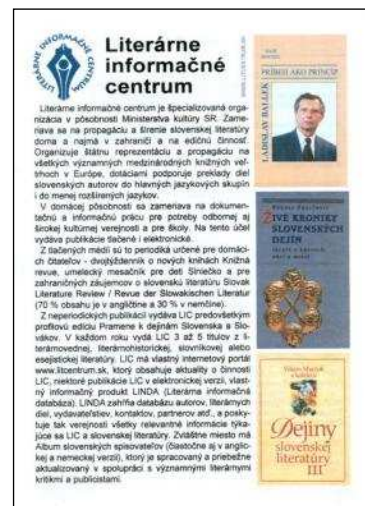 LITERÁRNE INFORMAČNÉ CENTRUM
Literárne
informačné
centrum
Literárne informačné centrum je špecializovaná orga-
nizácia v pôsobnosti Ministerstva kultúry SR. Zame-
riava sa na propagáciu a šírenie slovenskej literatúry
doma a najmä v zahraničí a na edičnú činnosť.
Organizuje štátnu reprezentáciu a propagáciu na
všetkých významných medzinárodných knižných veľ-
trhoch v Európe, dotáciami podporuje preklady diel
slovenských autorov do hlavných jazykových skupín
i do menej rozšírených jazykov.
V domácej pôsobnosti sa zameriava na dokumen-
tačnú a informačnú prácu pre potreby odbornej aj
širokej kultúrnej verejnosti a pre školy. Na tento účel
vydáva publikácie tlačené i elektronické.
Z tlačených médií sú to periodiká určené pre domá-
cich čitateľov - dvojtýždenník o nových knihách Knižná
revue, umelecký mesačník pre deti Slniečko a pre
zahraničných záujemcov o slovenskú literatúru Slovak
Literature Review / Revue der Slowakischen Literatur
(70 % obsahu je v angličtine a 30 % v nemčine).
Z neperiodických publikácií vydáva LIC predovšetkým
profilovú edíciu Pramene k dejinám Slovenska a Slo-
vákov. V každom roku vydá LIC 3 až 5 titulov z li-
terárnovednej, literárnohistorickej, slovníkovej alebo
esejistickej literatúry. LIC má vlastný internetový portál
www.litcentrum.sk, ktorý obsahuje aktuality o činnosti
LIC, niektoré publikácie LIC v elektronickej verzii, vlast-
ný informačný produkt LINDA (Literárna informačná
databáza). LINDA zahŕňa databázu autorov, literárnych
diel, vydavateľstiev, kontaktov, partnerov atď., a posky-
tuje tak verejnosti všetky relevantné informácie týka-
júce sa LIC a slovenskej literatúry. Zvláštne miesto má
Album slovenských spisovateľov (čiastočne aj v anglic-
kej a nemeckej verzii), ktorý je spracovaný a priebežne
aktualizovaný v spolupráci s významnými literárnymi
kritikmi a publicistami.
PRÍBEH AKO PRINCÍP
LADISLAV BALLEK
ŽIVÉ KRONIKY
SLOVENSKÝCH
DEJÍN
Dejiny
slovenskej
literatúry
III